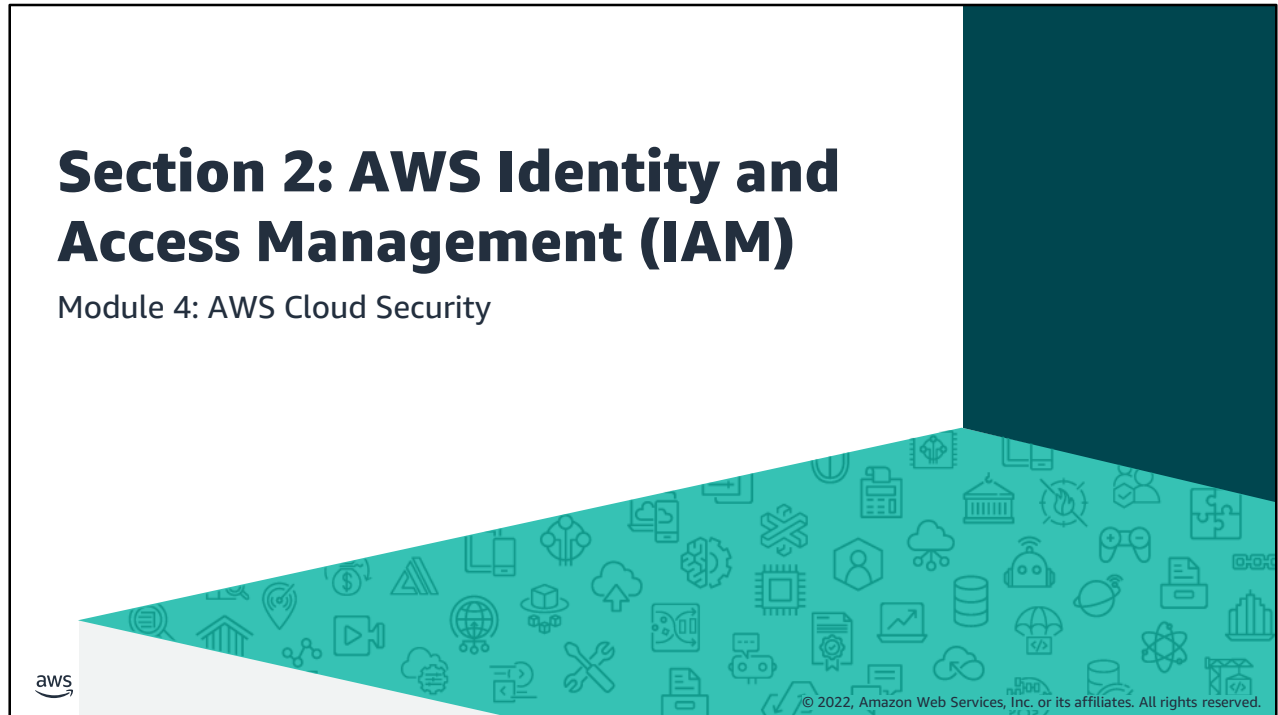 Section 2: AWS Identity and
Access Management (IAM)
Module 4: AWS Cloud Security
aws
© 2022, Amazon Web Services, Inc. or its affiliates. All rights reserved.